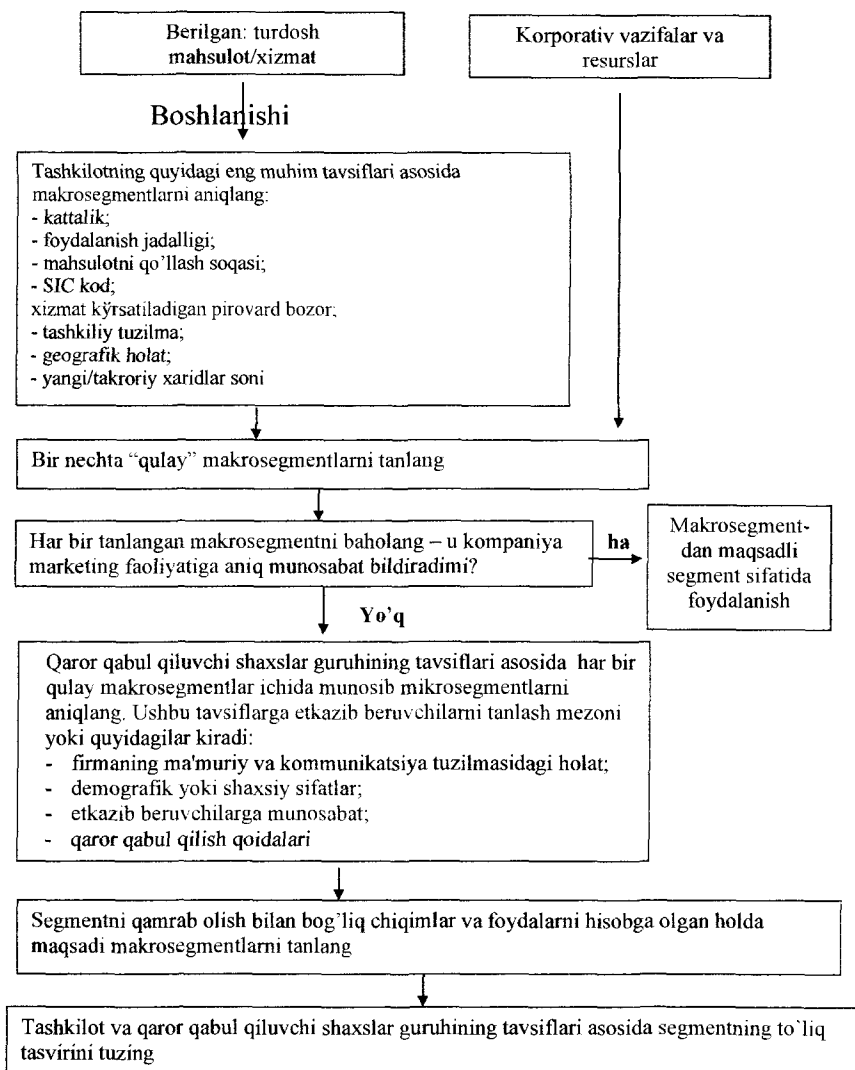 Berilgan: turdosh
mahsulot/xizmat
Korporativ vazifalar va
resurslar
Boshlanishi
Tashkilotning quyidagi eng muhim tavsiflari asosida
makrosegmentlarni aniqlang:
- kattalik;
- foydalanish jadalligi;
- mahsulotni qo'llash soqasi;
- SIC kod;
xizmat kўrsatiladigan pirovard bozor;
- tashkiliy tuzilma;
- geografik holat;
- yangi/takroriy xaridlar soni
Bir nechta “qulay” makrosegmentlarni tanlang
Har bir tanlangan makrosegmentni baholang – u kompaniya
marketing faoliyatiga aniq munosabat bildiradimi?
ha
Makrosegment-
dan maqsadli
segment sifatida
foydalanish
Yo'q
Qaror qabul qiluvchi shaxslar guruhining tavsiflari asosida har bir
qulay makrosegmentlar ichida munosib mikrosegmentlarni
aniqlang. Ushbu tavsiflarga etkazib beruvchilarni tanlash mezoni
yoki quyidagilar kiradi:
- firmaning ma'muriy va kommunikatsiya tuzilmasidagi holat;
- demografik yoki shaxsiy sifatlar;
- etkazib beruvchilarga munosabat;
- qaror qabul qilish qoidalari
Segmentni qamrab olish bilan bog'liq chiqimlar va foydalarni hisobga olgan holda
maqsadi makrosegmentlarni tanlang
Tashkilot va qaror qabul qiluvchi shaxslar guruhining tavsiflari asosida segmentning to`liq
tasvirini tuzing